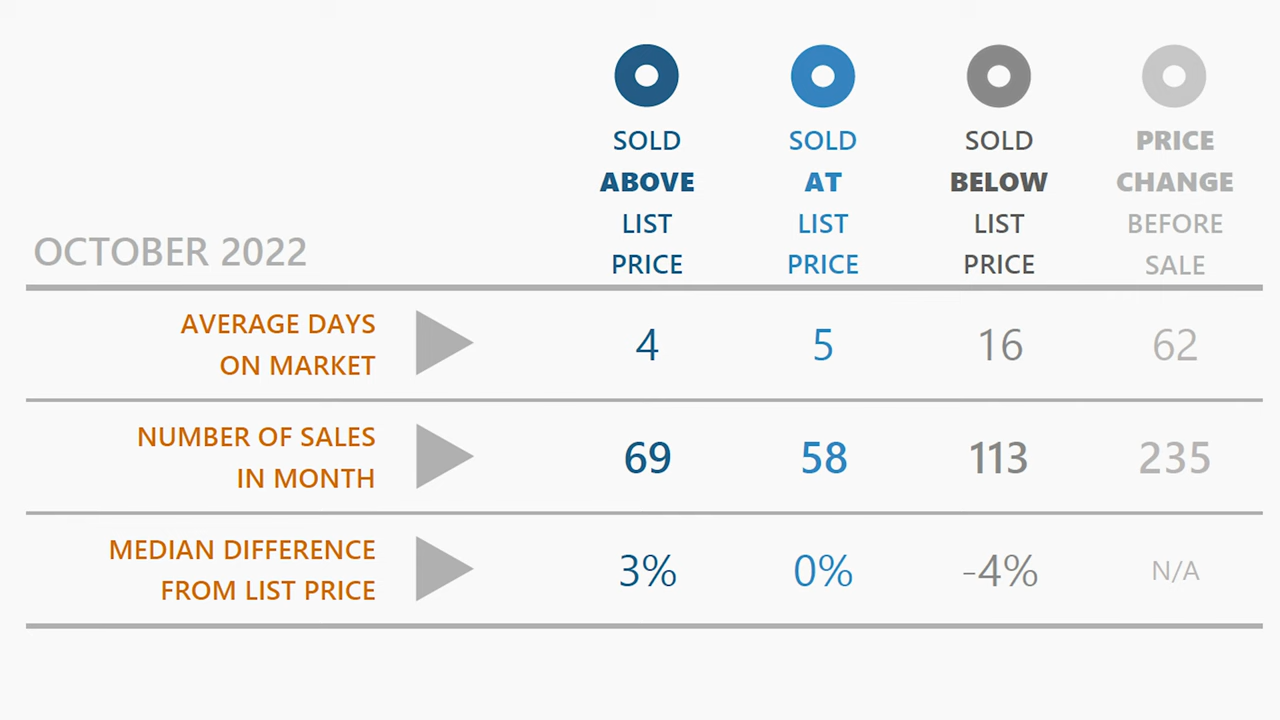 SOLD
ABOVE
LIST
PRICE
SOLD
AT
LIST
PRICE
SOLD
BELOW
LIST
PRICE
PRICE
CHANGE
BEFORE
SALE
OCTOBER 2022
AVERAGE DAYS
ON MARKET
4 5 16 62
NUMBER OF SALES
IN MONTH
69 58 113 235
MEDIAN DIFFERENCE
FROM LIST PRICE
3% 0% -4% N/A